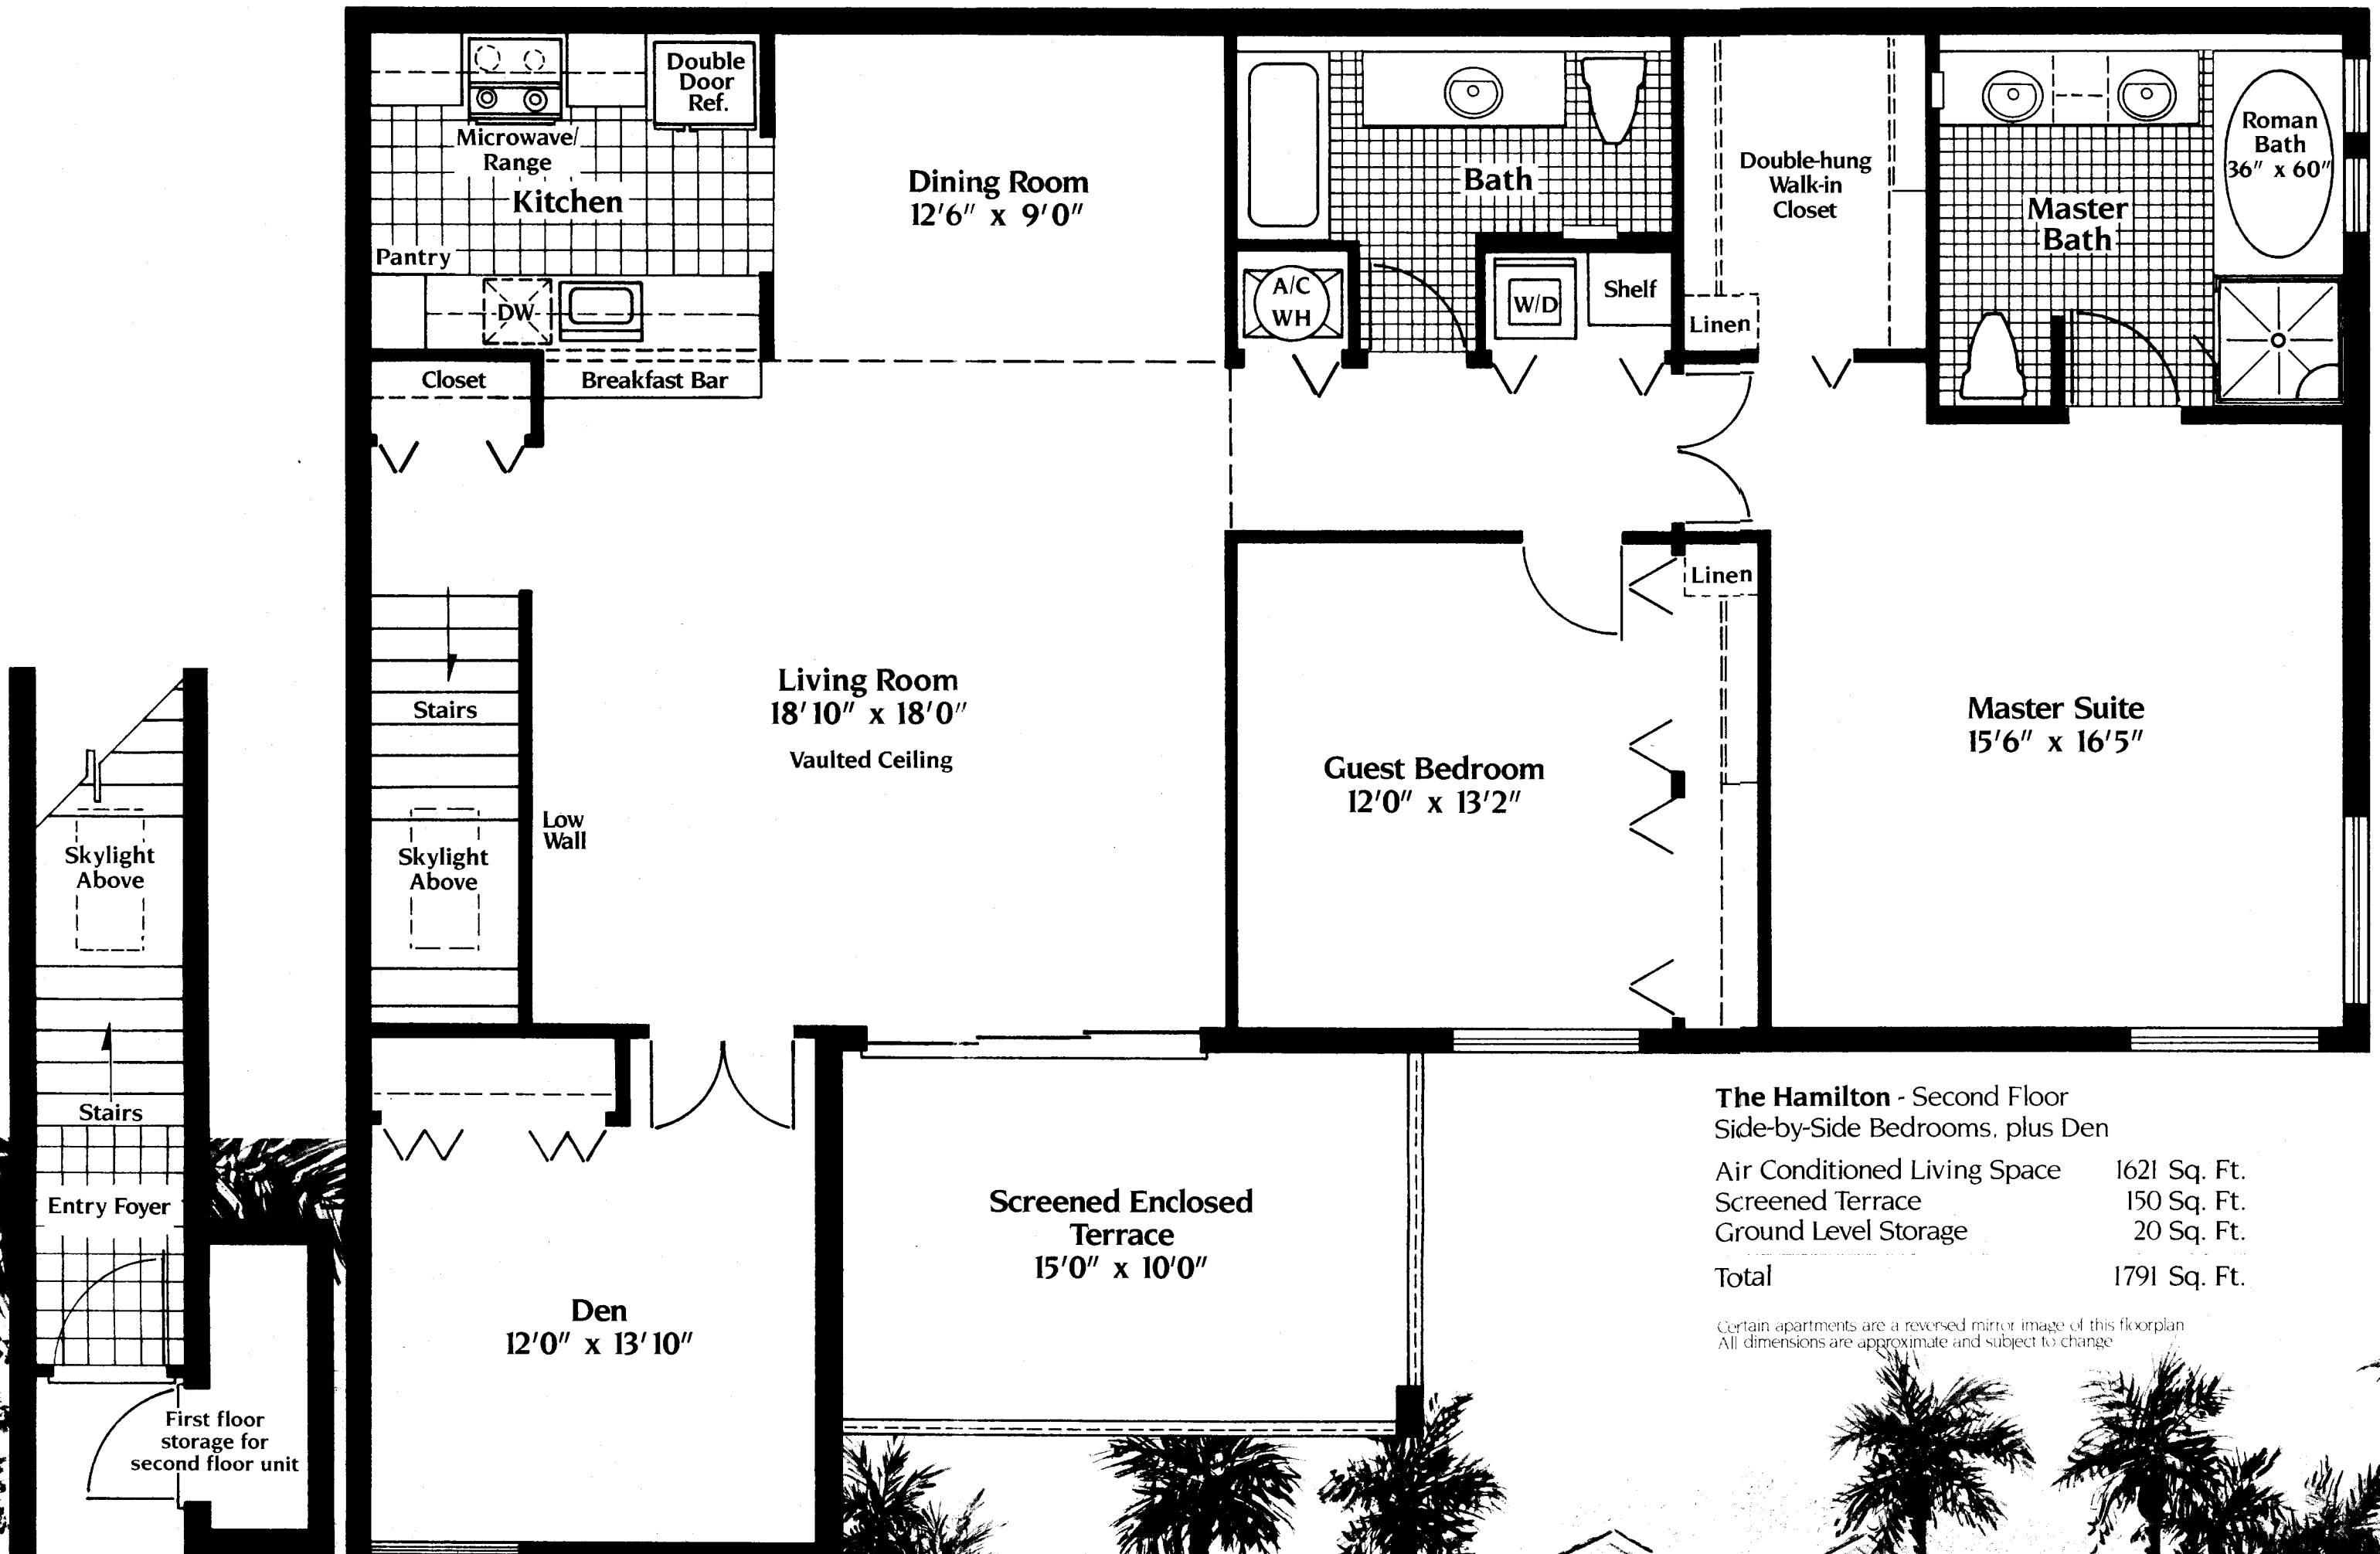 Double
Door
Ref.
Microwave/
Range
Kitchen
Pantry
DW
Closet
Breakfast Bar
Dining Room
12'6" x 9'0"
Bath
A/C
WH
W/D
Shelf
Double-hung
Walk-in
Closet
Linen
Master
Bath
Roman
Bath
36" x 60"
Stairs
Skylight
Above
Low
Wall
Living Room
18'10" x 18'0"
Vaulted Ceiling
Linen
Guest Bedroom
12'0" x 13'2"
Master Suite
15'6" x 16'5"
Skylight
Above
Stairs
Entry Foyer
First floor
storage for
second floor unit
Den
12'0" x 13'10"
Screened Enclosed
Terrace
15'0" x 10'0"
The Hamilton - Second Floor
Side-by-Side Bedrooms, plus Den
Air Conditioned Living Space 1621 Sq. Ft.
Screened Terrace 150 Sq. Ft.
Ground Level Storage 20 Sq. Ft.
Total 1791 Sq. Ft.
Certain apartments are a reversed mirror image of this floorplan
All dimensions are approximate and subject to change